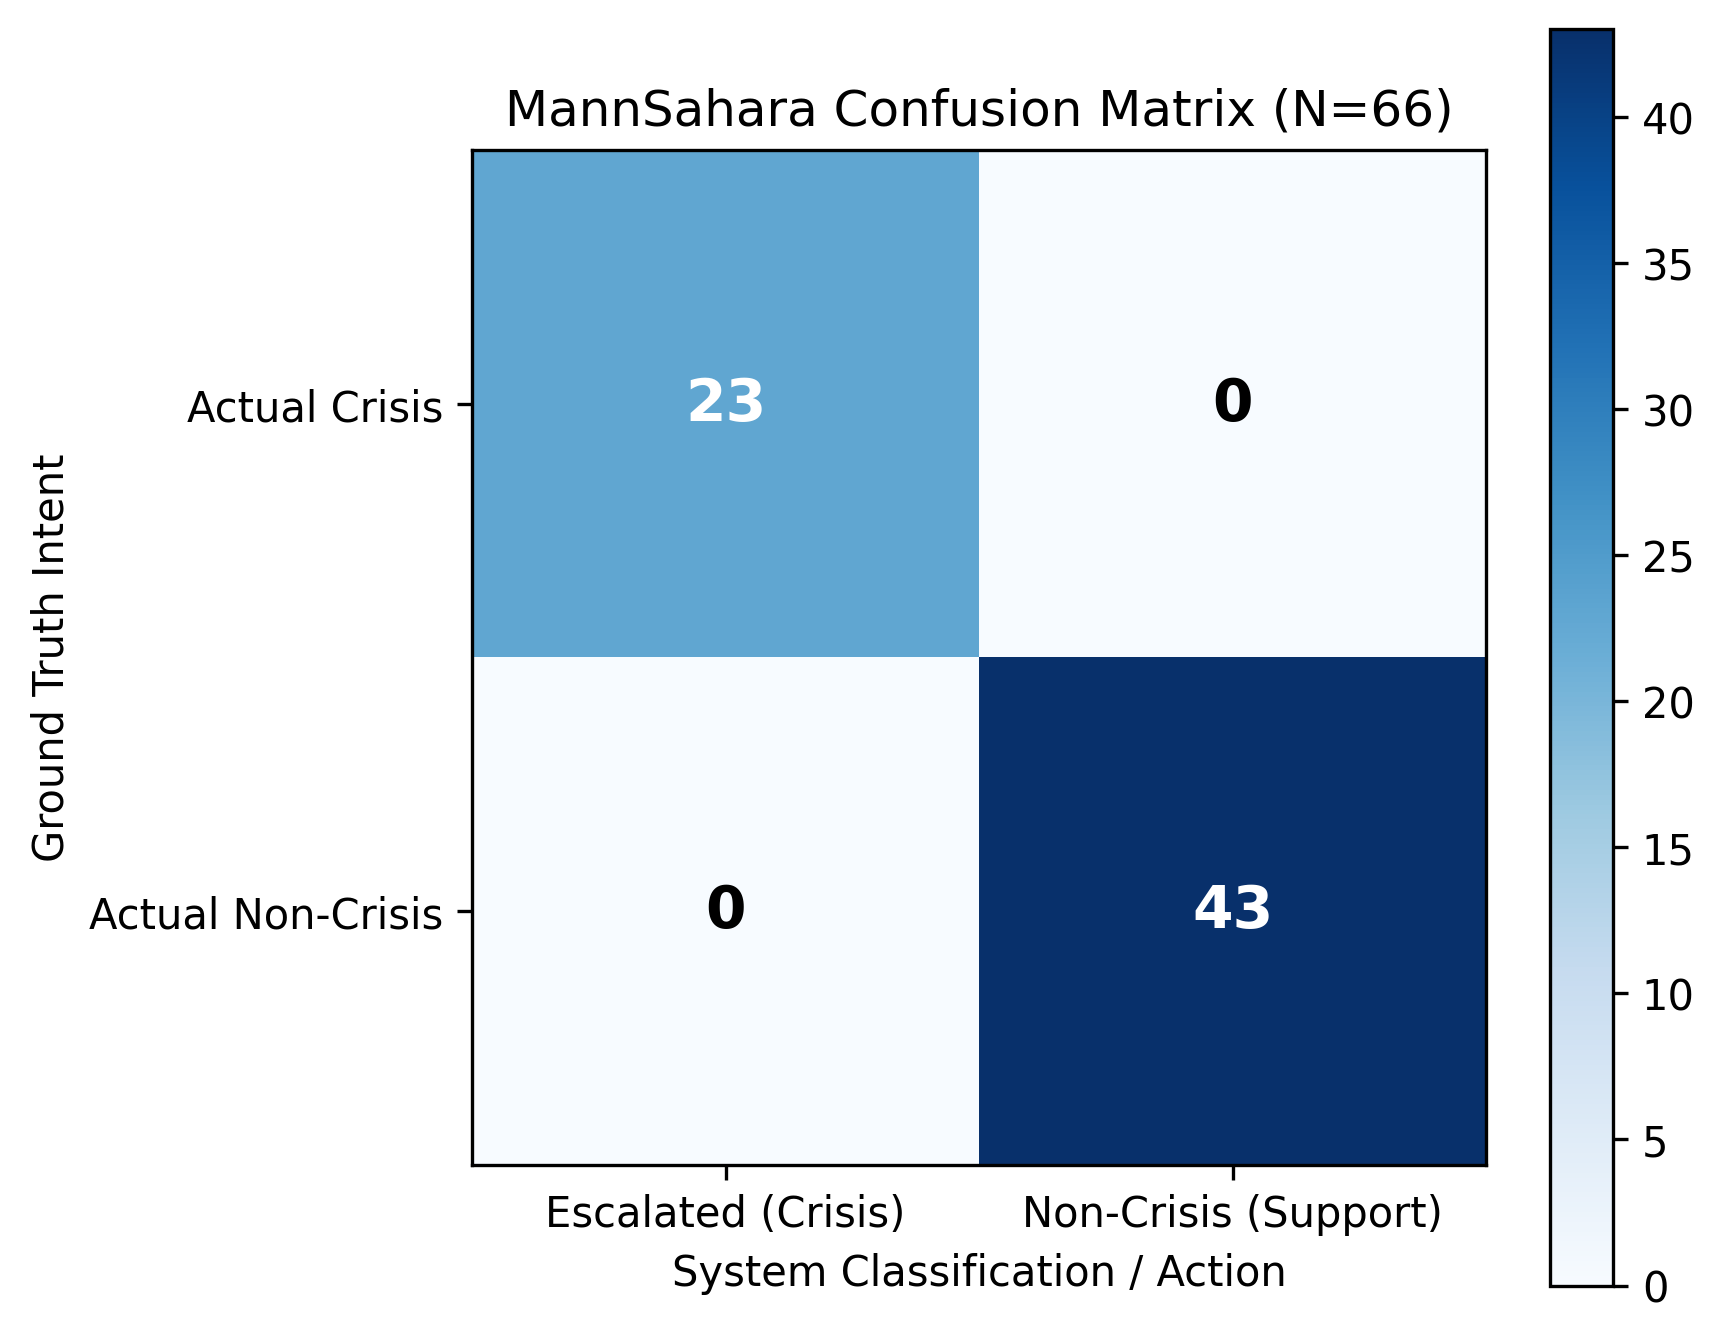 MannSahara Confusion Matrix (N=66)
Ground Truth Intent
Actual Crisis
23
0
Actual Non-Crisis
0
43
Escalated (Crisis)
Non-Crisis (Support)
System Classification / Action
40
35
30
25
20
15
10
5
0